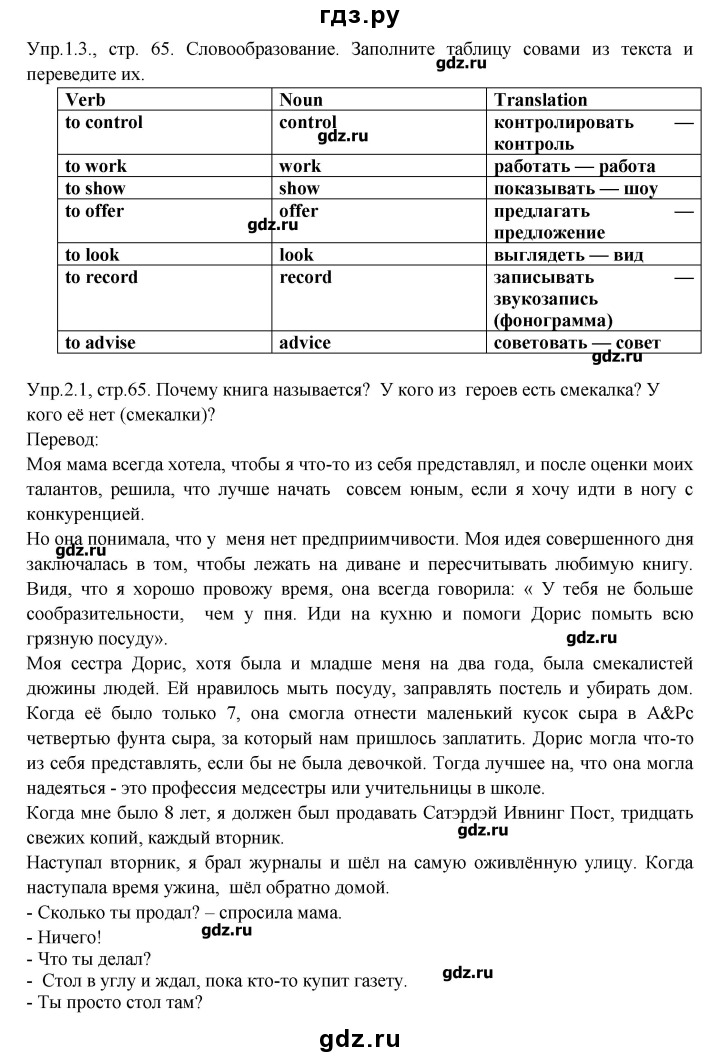 гдз.ру
Упр.1.3., стр. 65. Словообразование. Заполните таблицу совами из текста и
gdz.ru
переведите их.
Verb Noun Translation
to control control контролировать —
gdz.ru
контроль
to work work работать — работа
to show show показывать — шоу
to offer offer предлагать —
gdz.ru
предложение
to look look выглядеть — вид
to record record записывать —
звукозапись
(фонограмма)
to advise advice советовать — совет
gdz.ru
Упр.2.1, стр.65. Почему книга называется? У кого из героев есть смекалка? У
кого её нет (смекалки)?
Перевод:
Моя мама всегда хотела, чтобы я что-то из себя представлял, и после оценки моих
талантов, решила, что лучше начать совсем юным, если я хочу идти в ногу с
конкуренцией.
Но она понимала, что у меня нет предприимчивости. Моя идея совершенного дня
gdz.ru
заключалась в том, чтобы лежать на диване и пересчитывать любимую книгу.
Видя, что я хорошо провожу время, она всегда говорила: « У тебя не больше
сообразительности, чем у пня. Иди на кухню и помоги Дорис помыть всю
грязную посуду».
gdz.ru
Моя сестра Дорис, хотя была и младше меня на два года, была смекалистей
дюжины людей. Ей нравилось мыть посуду, заправлять постель и убирать дом.
Когда её было только 7, она смогла отнести маленький кусок сыра в A&Pс
четвертью фунта сыра, за который нам пришлось заплатить. Дорис могла что-то
из себя представлять, если бы не была девочкой. Тогда лучшее на, что она могла
надеяться - это профессия медсестры или учительницы в школе.
Когда мне было 8 лет, я должен был продавать Сатэрдэй Ивнинг Пост, тридцать
gdz.ru
свежих копий, каждый вторник.
Наступал вторник, я брал журналы и шёл на самую оживлённую улицу. Когда
наступала время ужина, шёл обратно домой.
- Сколько ты продал? – спросила мама.
gdz.ru
- Ничего!
- Что ты делал?
- Стол в углу и ждал, пока кто-то купит газету.
gdz.ru
- Ты просто стол там?
gdz.ru